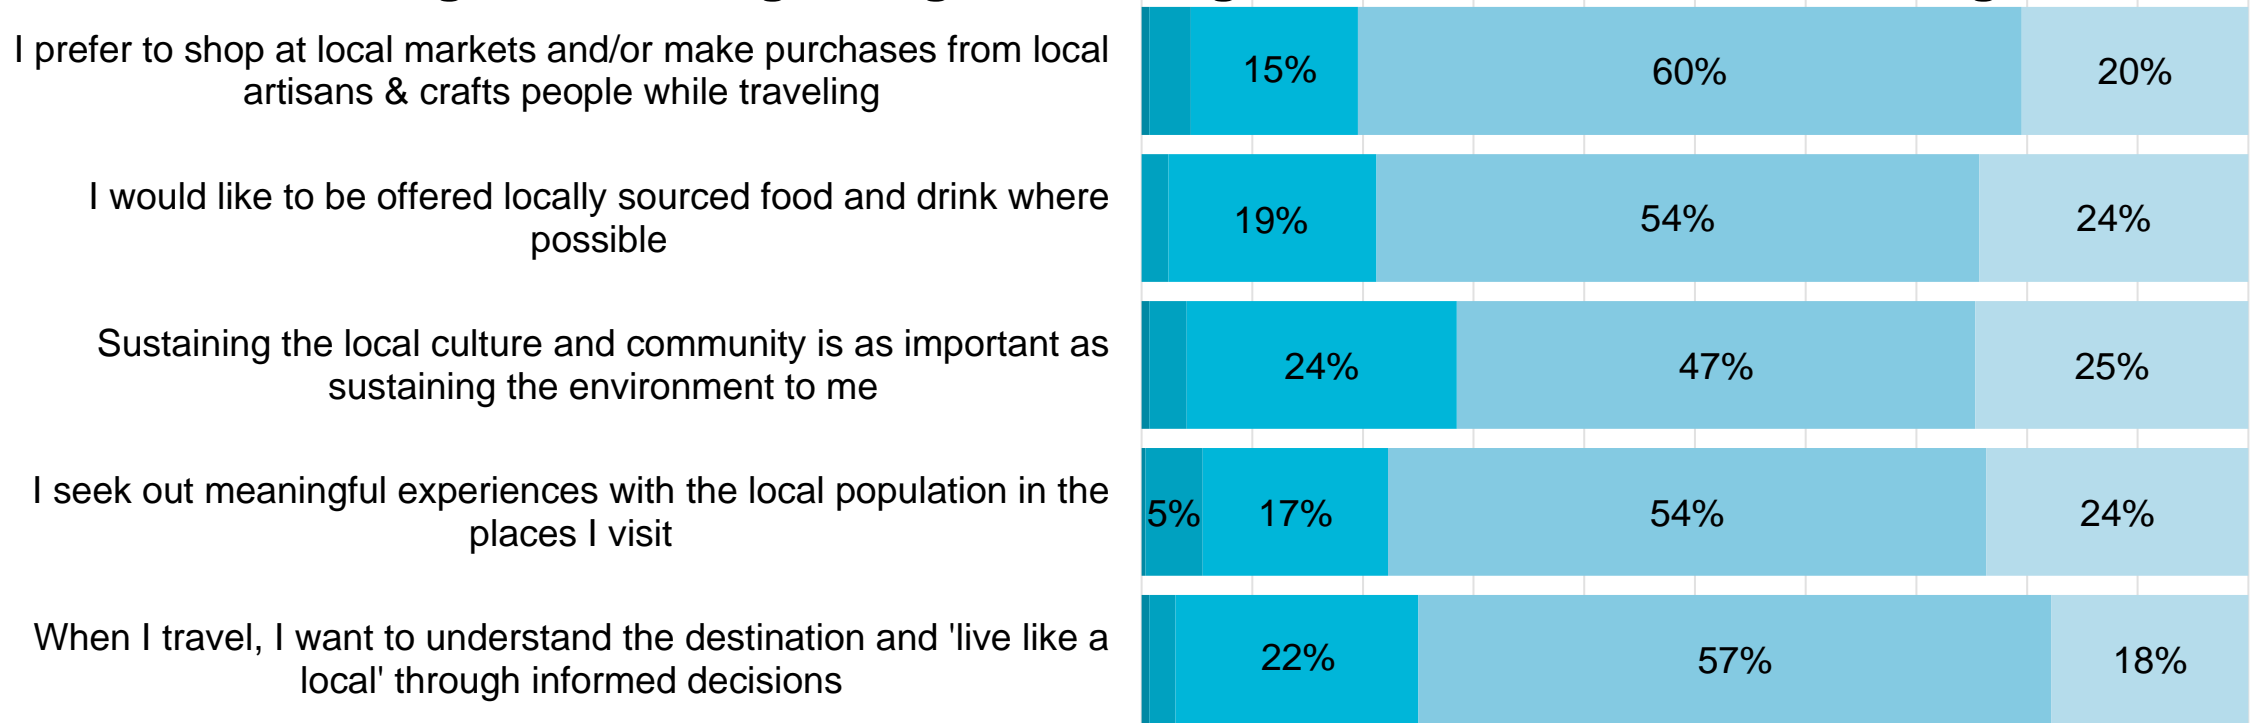 I prefer to shop at local markets and/or make purchases from local
artisans & crafts people while traveling
15% 60% 20%
I would like to be offered locally sourced food and drink where
possible
19% 54% 24%
Sustaining the local culture and community is as important as
sustaining the environment to me
24% 47% 25%
I seek out meaningful experiences with the local population in the
places I visit
5% 17% 54% 24%
When I travel, I want to understand the destination and 'live like a
local' through informed decisions
22% 57% 18%